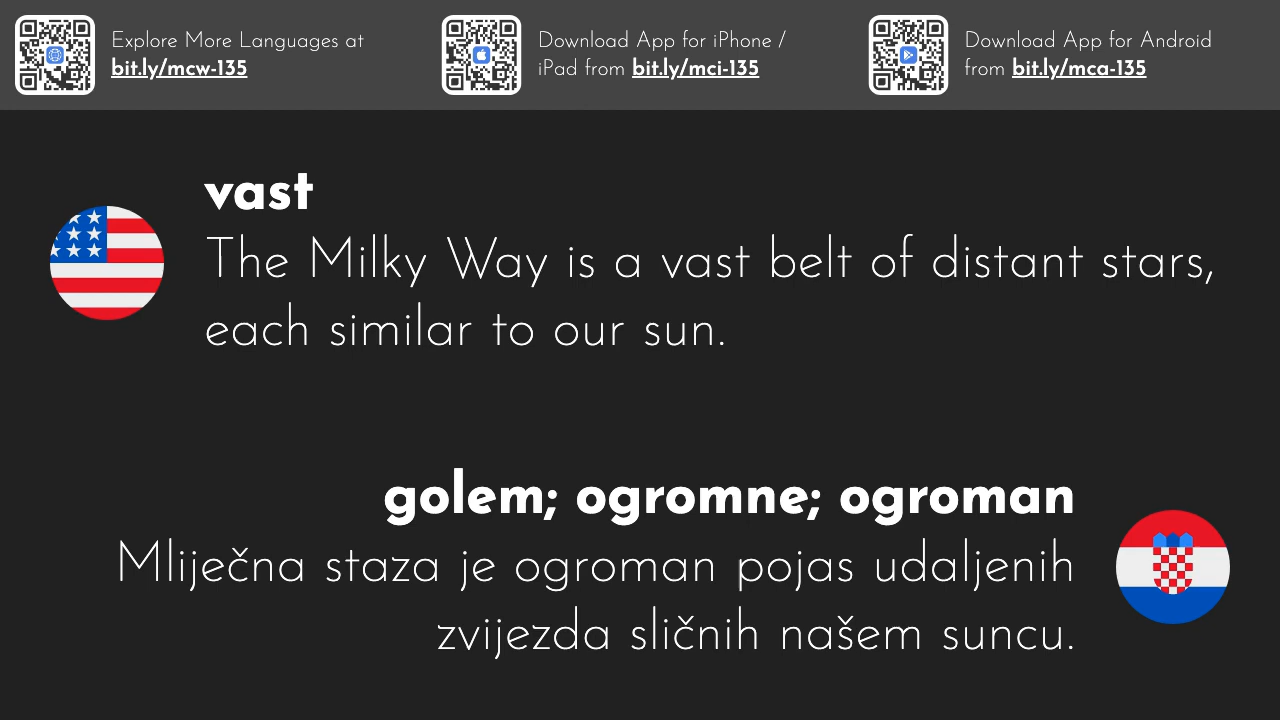 Explore More Languages at
bit.ly/mcw-135
Download App for iPhone /
iPad from bit.ly/mci-135
Download App for Android
from bit.ly/mca-135
vast
The Milky Way is a vast belt of distant stars,
each similar to our sun.
golem; ogromne; ogroman
Mliječna staza je ogroman pojas udaljenih
zvijezda sličnih našem suncu.